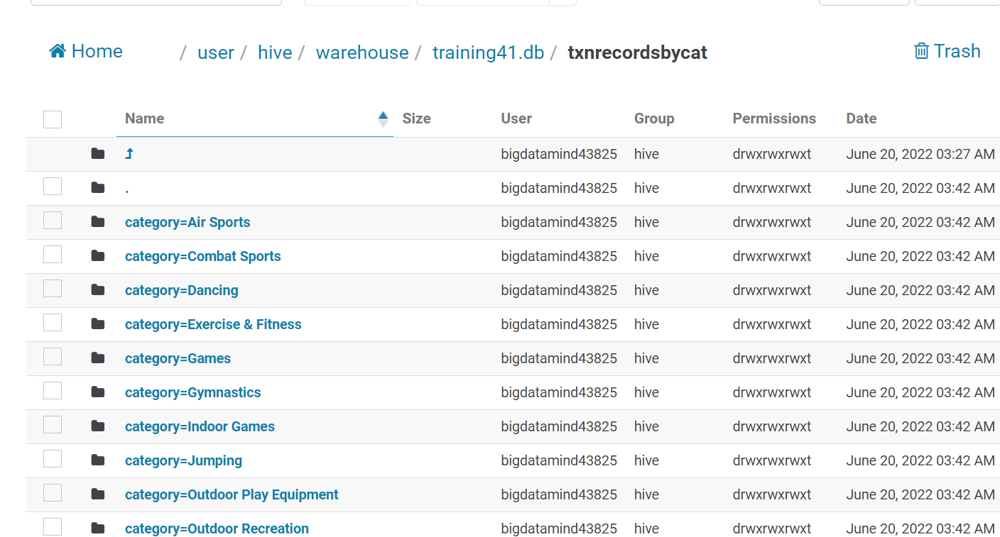 Home / user / hive / warehouse / training41.db / txnrecordsbycat Trash
Name Size User Group Permissions Date
bigdatamind43825 hive drwxrwxrwxt June 20, 2022 03:27 AM
. bigdatamind43825 hive drwxrwxrwxt June 20, 2022 03:42 AM
category=Air Sports bigdatamind43825 hive drwxrwxrwxt June 20, 2022 03:42 AM
category=Combat Sports bigdatamind43825 hive drwxrwxrwxt June 20, 2022 03:42 AM
category=Dancing bigdatamind43825 hive drwxrwxrwxt June 20, 2022 03:42 AM
category=Exercise & Fitness bigdatamind43825 hive drwxrwxrwxt June 20, 2022 03:42 AM
category=Games bigdatamind43825 hive drwxrwxrwxt June 20, 2022 03:42 AM
category=Gymnastics bigdatamind43825 hive drwxrwxrwxt June 20, 2022 03:42 AM
category=Indoor Games bigdatamind43825 hive drwxrwxrwxt June 20, 2022 03:42 AM
category=Jumping bigdatamind43825 hive drwxrwxrwxt June 20, 2022 03:42 AM
category=Outdoor Play Equipment bigdatamind43825 hive drwxrwxrwxt June 20, 2022 03:42 AM
category=Outdoor Recreation bigdatamind43825 hive drwxrwxrwxt June 20, 2022 03:42 AM